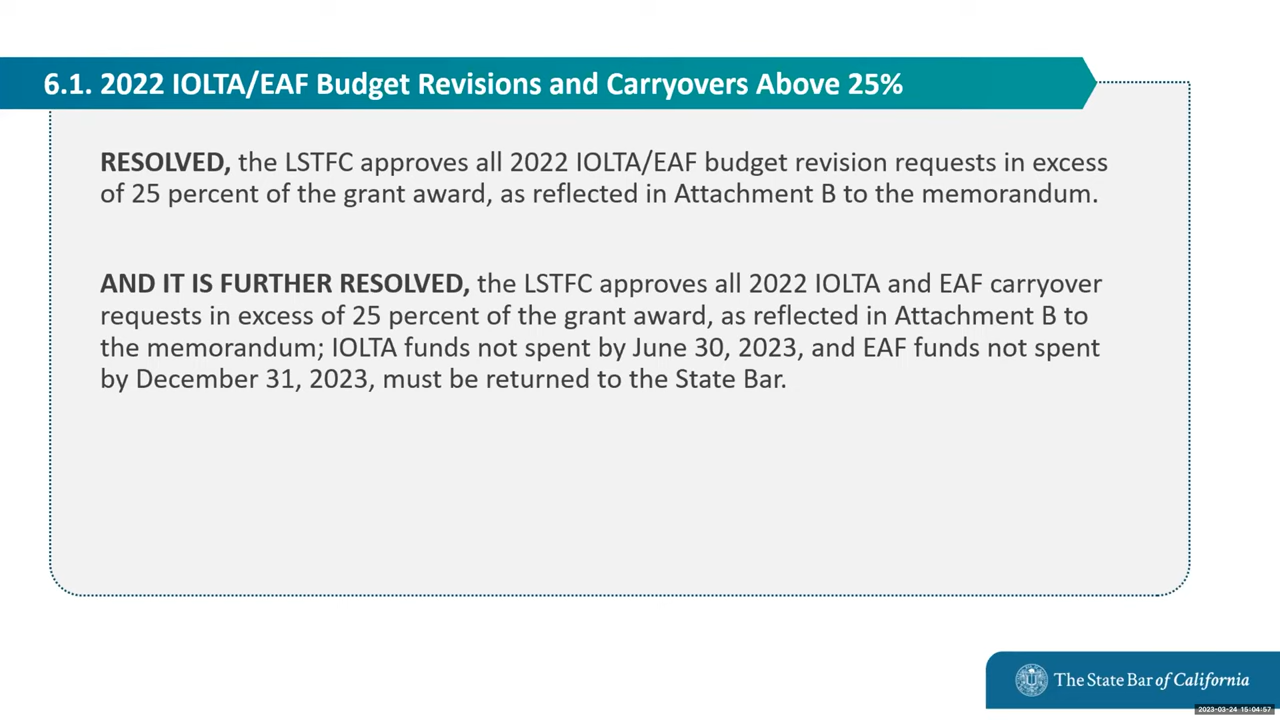 6.1. 2022 IOLTA/EAF Budget Revisions and Carryovers Above 25%
RESOLVED, the LSTFC approves all 2022 IOLTA/EAF budget revision requests in excess
of 25 percent of the grant award, as reflected in Attachment B to the memorandum.
AND IT IS FURTHER RESOLVED, the LSTFC approves all 2022 IOLTA and EAF carryover
requests in excess of 25 percent of the grant award, as reflected in Attachment B to
the memorandum; IOLTA funds not spent by June 30, 2023, and EAF funds not spent
by December 31, 2023, must be returned to the State Bar.
The State Bar of California
2023-03-24 15:04:57